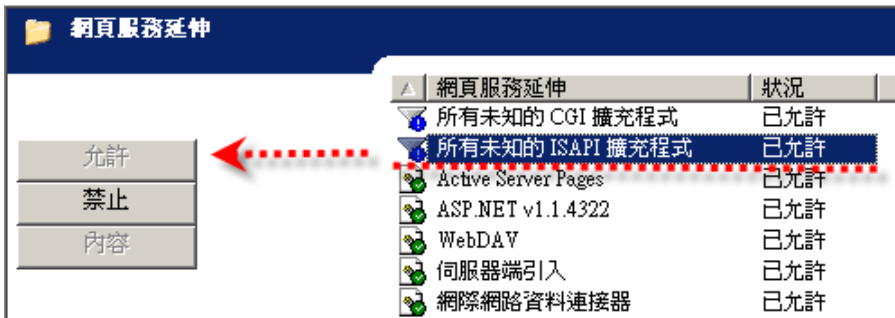 網頁服務延伸
網頁服務延伸 狀況
所有未知的 CGI 擴充程式 已允許
所有未知的 ISAPI 擴充程式 已允許
Active Server Pages 已允許
ASP.NET v1.1.4322 已允許
WebDAV 已允許
伺服器端引入 已允許
網際網路資料連接器 已允許
允許
禁止
內容